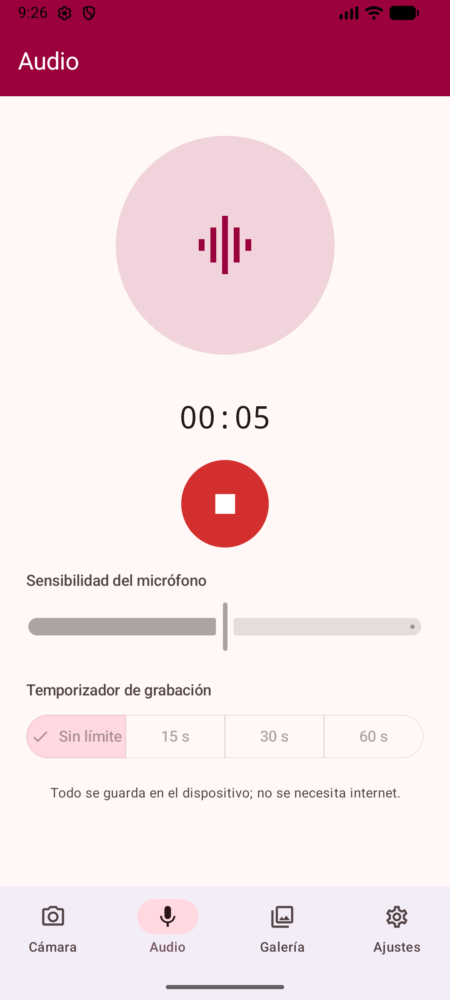 9:26
Audio
00:05
Sensibilidad del micrófono
Temporizador de grabación
Sin límite 15 s 30 s 60 s
Todo se guarda en el dispositivo; no se necesita internet.
Cámara Audio Galería Ajustes